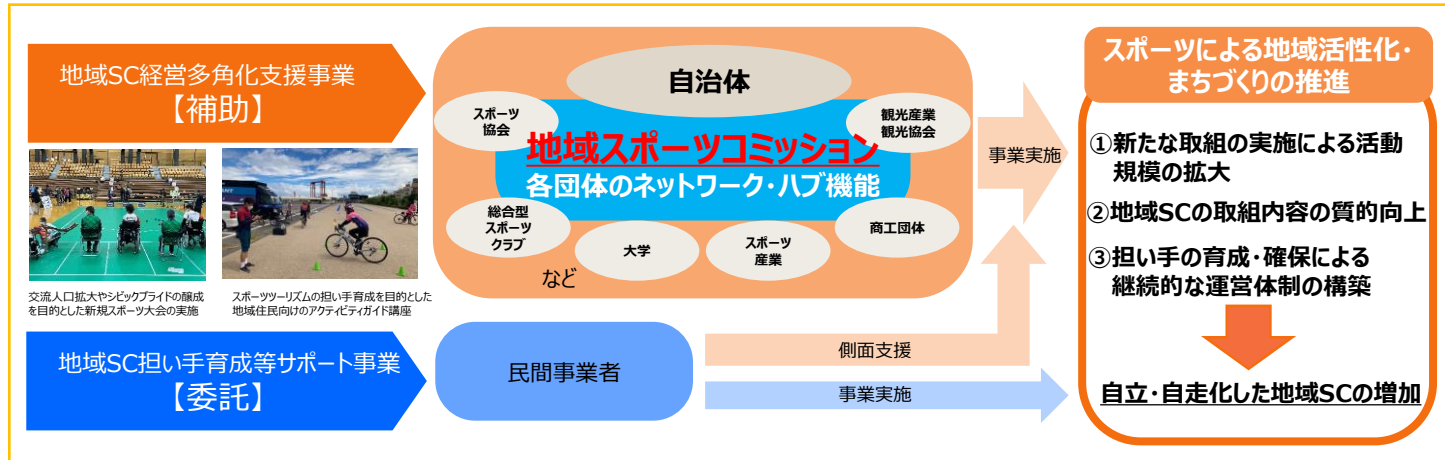 地域SC経営多角化支援事業
【補助】
交流人口拡大やシビックプライドの醸成
を目的とした新規スポーツ大会の実施
スポーツツーリズムの担い手育成を目的とした
地域住民向けのアクティビティガイド講座
地域SC担い手育成等サポート事業
【委託】
自治体
スポーツ
協会
観光産業
観光協会
地域スポーツコミッション
各団体のネットワーク・ハブ機能
総合型
スポーツ
クラブ
大学
スポーツ
産業
商工団体
など
民間事業者
事業実施
側面支援
事業実施
スポーツによる地域活性化・
まちづくりの推進
①新たな取組の実施による活動
規模の拡大
②地域SCの取組内容の質的向上
③担い手の育成・確保による
継続的な運営体制の構築
自立・自走化した地域SCの増加